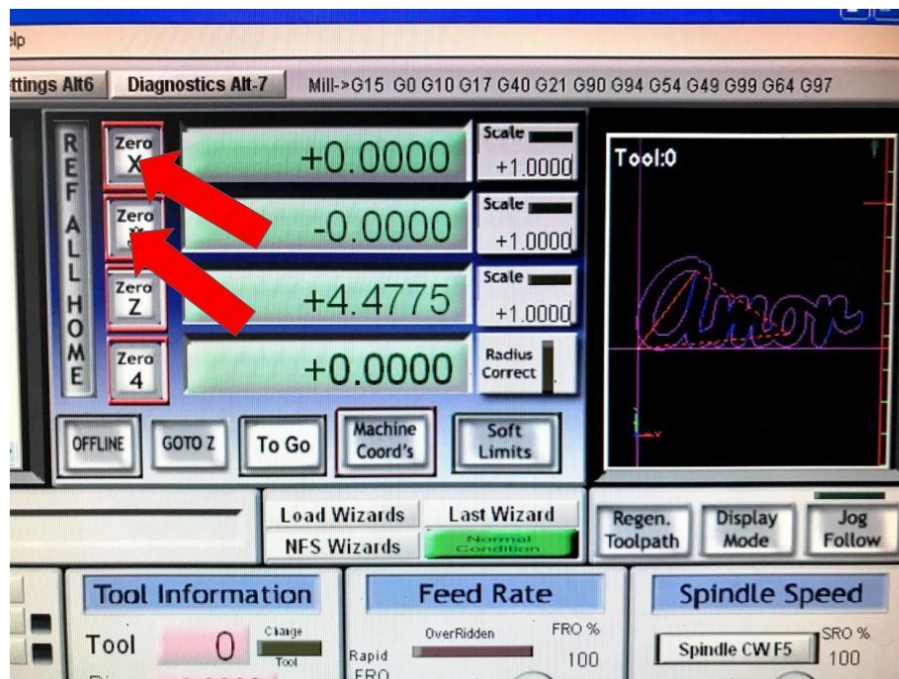 elp
ttings Alt6 Diagnostics Alt-7 Mill->G15 G0 G10 G17 G40 G21 G90 G94 G54 G49 G99 G64 G97
REF ALL HOME
Zero X +0.0000 Scale +1.0000
Zero -0.0000 Scale +1.0000
Zero Z +4.4775 Scale +1.0000
Zero 4 +0.0000 Radius Correct
OFFLINE GOTO Z To Go Machine Coord's Soft Limits
Tool:0
Amor
Load Wizards Last Wizard
NFS Wizards Normal Condition
Regen. Toolpath Display Mode Jog Follow
Tool Information
Tool 0 Change Tool
Feed Rate
OverRidden FRO %
Rapid FRO 100
Spindle Speed
Spindle CW F5 SRO % 100